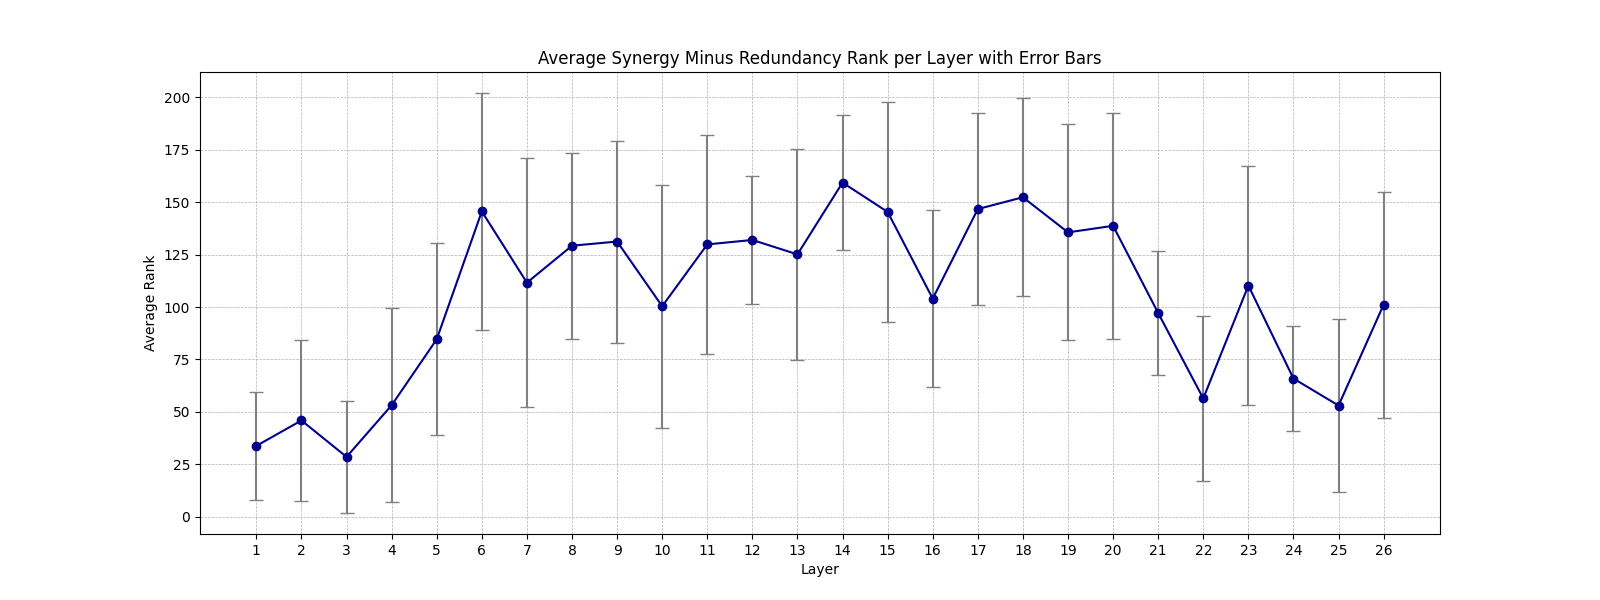 Average Synergy Minus Redundancy Rank per Layer with Error Bars
Average Rank
200
175
150
125
100
75
50
25
0
1 2 3 4 5 6 7 8 9 10 11 12 13 14 15 16 17 18 19 20 21 22 23 24 25 26
Layer